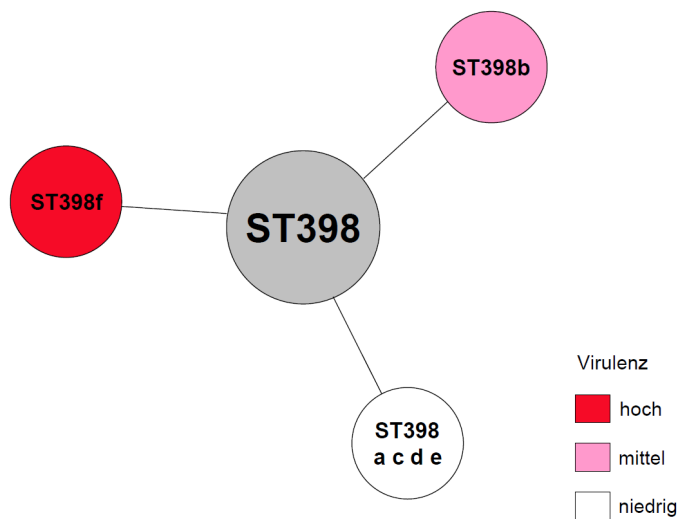 ST398b
ST398f
ST398
ST398
a c d e
Virulenz
hoch
mittel
niedrig